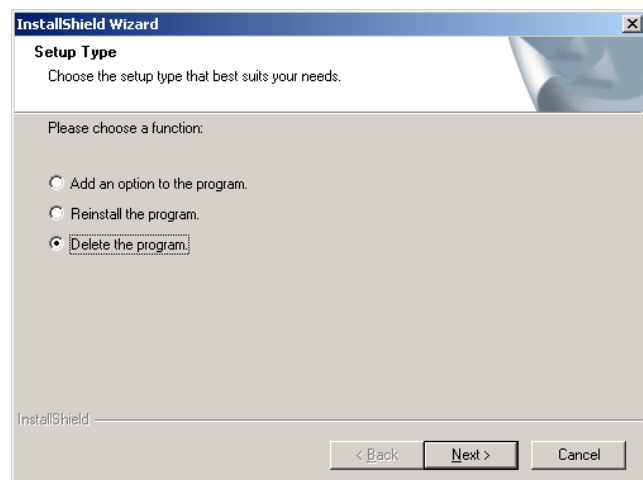 InstallShield Wizard
Setup Type
Choose the setup type that best suits your needs.
Please choose a function:
Add an option to the program.
Reinstall the program.
Delete the program.
InstallShield
< Back
Next >
Cancel